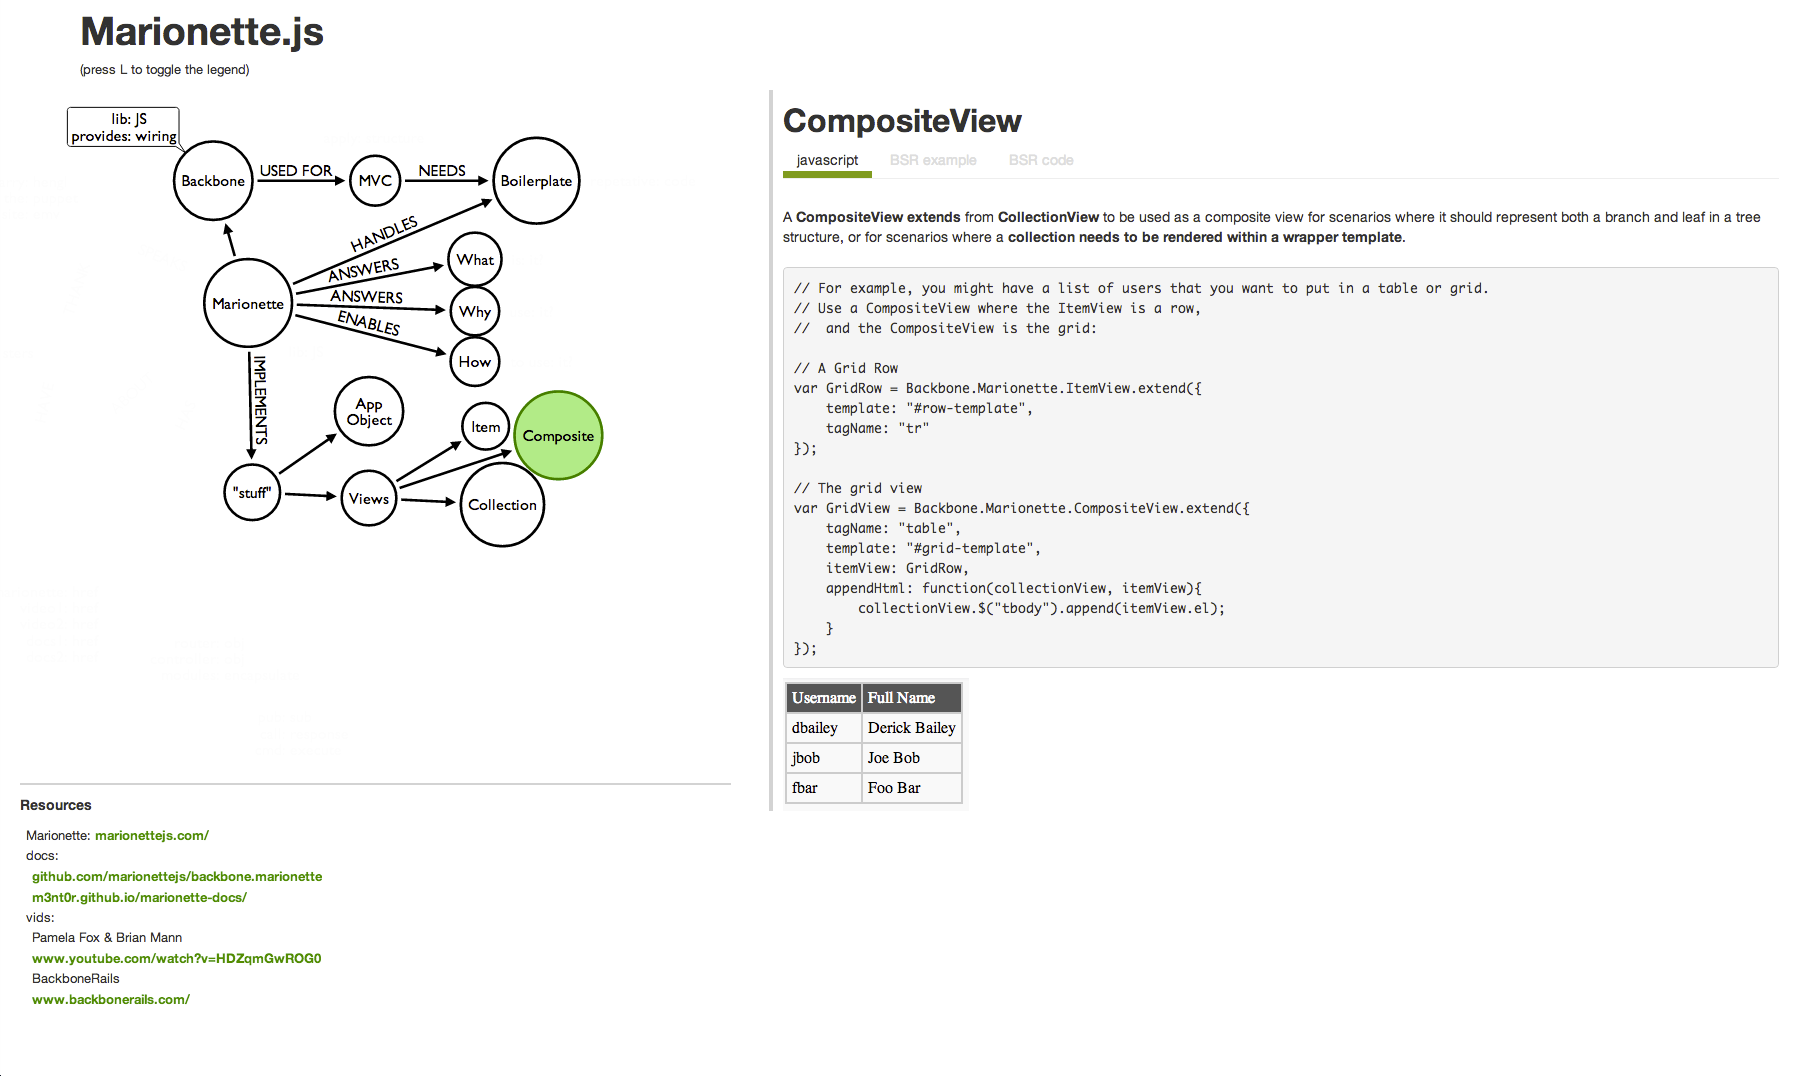 Marionette.js
(press L to toggle the legend)
lib: JS
provides: wiring
Backbone
USED FOR
MVC
NEEDS
Boilerplate
HANDLES
Marionette
ANSWERS
What
ANSWERS
Why
ENABLES
How
IMPLEMENTS
App
Object
Item
Composite
"stuff"
Views
Collection
Resources
Marionette: marionettejs.com/
docs:
github.com/marionettejs/backbone.marionette
m3nt0r.github.io/marionette-docs/
vids:
Pamela Fox & Brian Mann
www.youtube.com/watch?v=HDZqmGwROG0
BackboneRails
www.backbonerails.com/
CompositeView
javascript BSR example BSR code
A CompositeView extends from CollectionView to be used as a composite view for scenarios where it should represent both a branch and leaf in a tree
structure, or for scenarios where a collection needs to be rendered within a wrapper template.
// For example, you might have a list of users that you want to put in a table or grid.
// Use a CompositeView where the ItemView is a row,
//  and the CompositeView is the grid:
// A Grid Row
var GridRow = Backbone.Marionette.ItemView.extend({
    template: "#row-template",
    tagName: "tr"
});
// The grid view
var GridView = Backbone.Marionette.CompositeView.extend({
    tagName: "table",
    template: "#grid-template",
    itemView: GridRow,
    appendHtml: function(collectionView, itemView){
        collectionView.$("tbody").append(itemView.el);
    }
});
Username Full Name
dbailey Derick Bailey
jbob Joe Bob
fbar Foo Bar